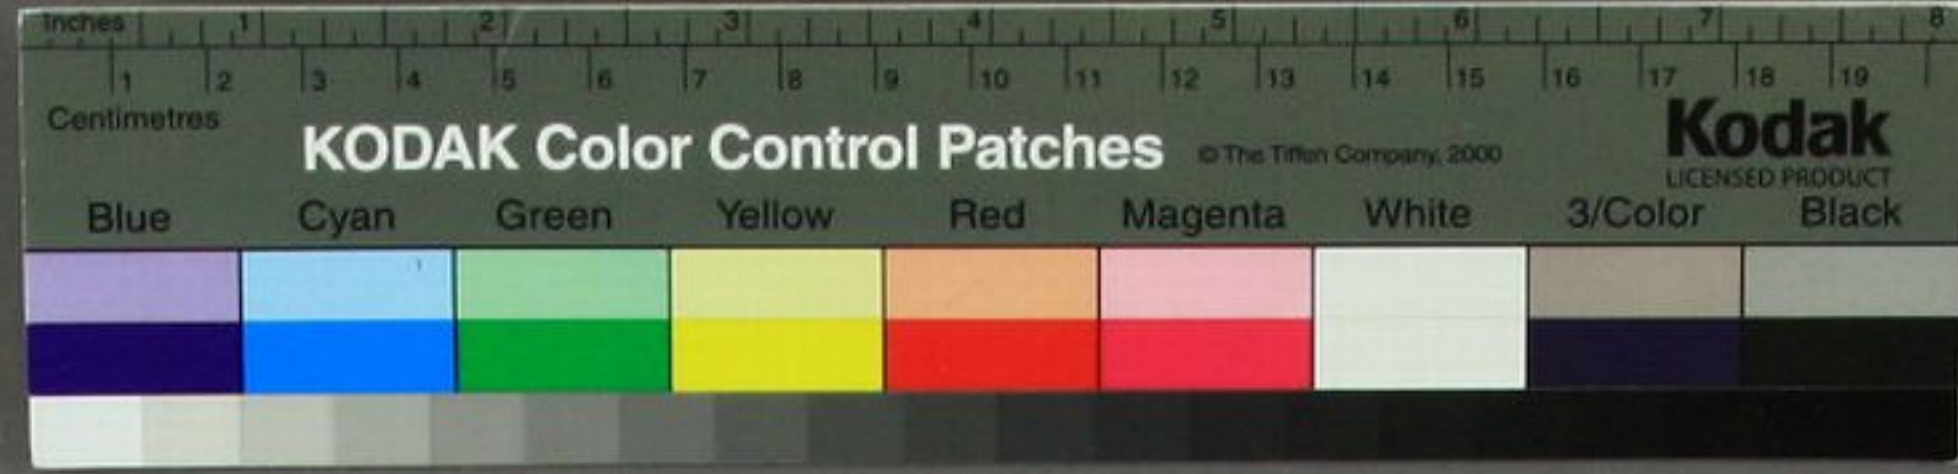 Inches 1 2 3 4 5 6 7 8
1 2 3 4 5 6 7 8 9 10 11 12 13 14 15 16 17 18 19
Centimetres
KODAK Color Control Patches © The Tiffen Company, 2000 Kodak
LICENSED PRODUCT
Blue Cyan Green Yellow Red Magenta White 3/Color Black